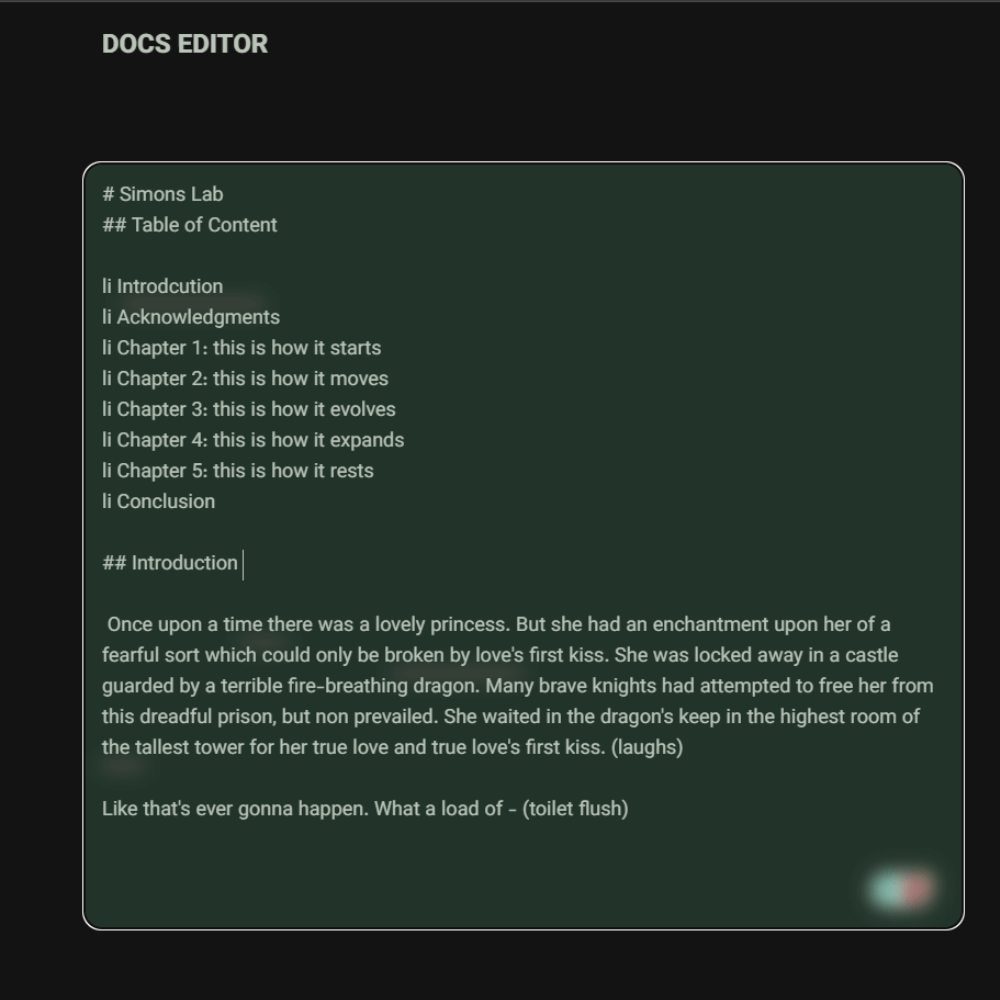 DOCS EDITOR
# Simons Lab
## Table of Content
li Introdcution
li Acknowledgments
li Chapter 1: this is how it starts
li Chapter 2: this is how it moves
li Chapter 3: this is how it evolves
li Chapter 4: this is how it expands
li Chapter 5: this is how it rests
li Conclusion
## Introduction
Once upon a time there was a lovely princess. But she had an enchantment upon her of a
fearful sort which could only be broken by love's first kiss. She was locked away in a castle
guarded by a terrible fire-breathing dragon. Many brave knights had attempted to free her from
this dreadful prison, but non prevailed. She waited in the dragon's keep in the highest room of
the tallest tower for her true love and true love's first kiss. (laughs)
Like that's ever gonna happen. What a load of - (toilet flush)